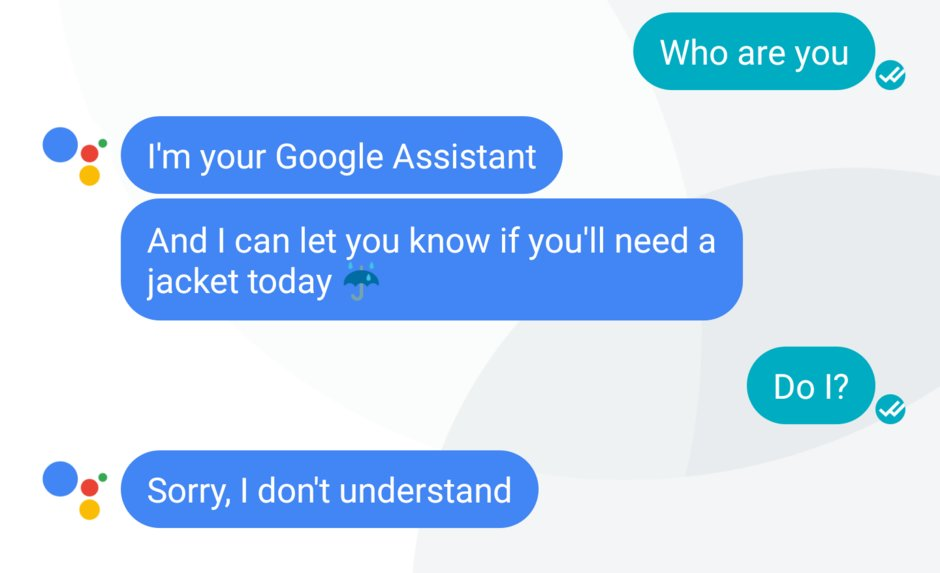 Who are you
I'm your Google Assistant
And I can let you know if you'll need a
jacket today ☔
Do I?
Sorry, I don't understand